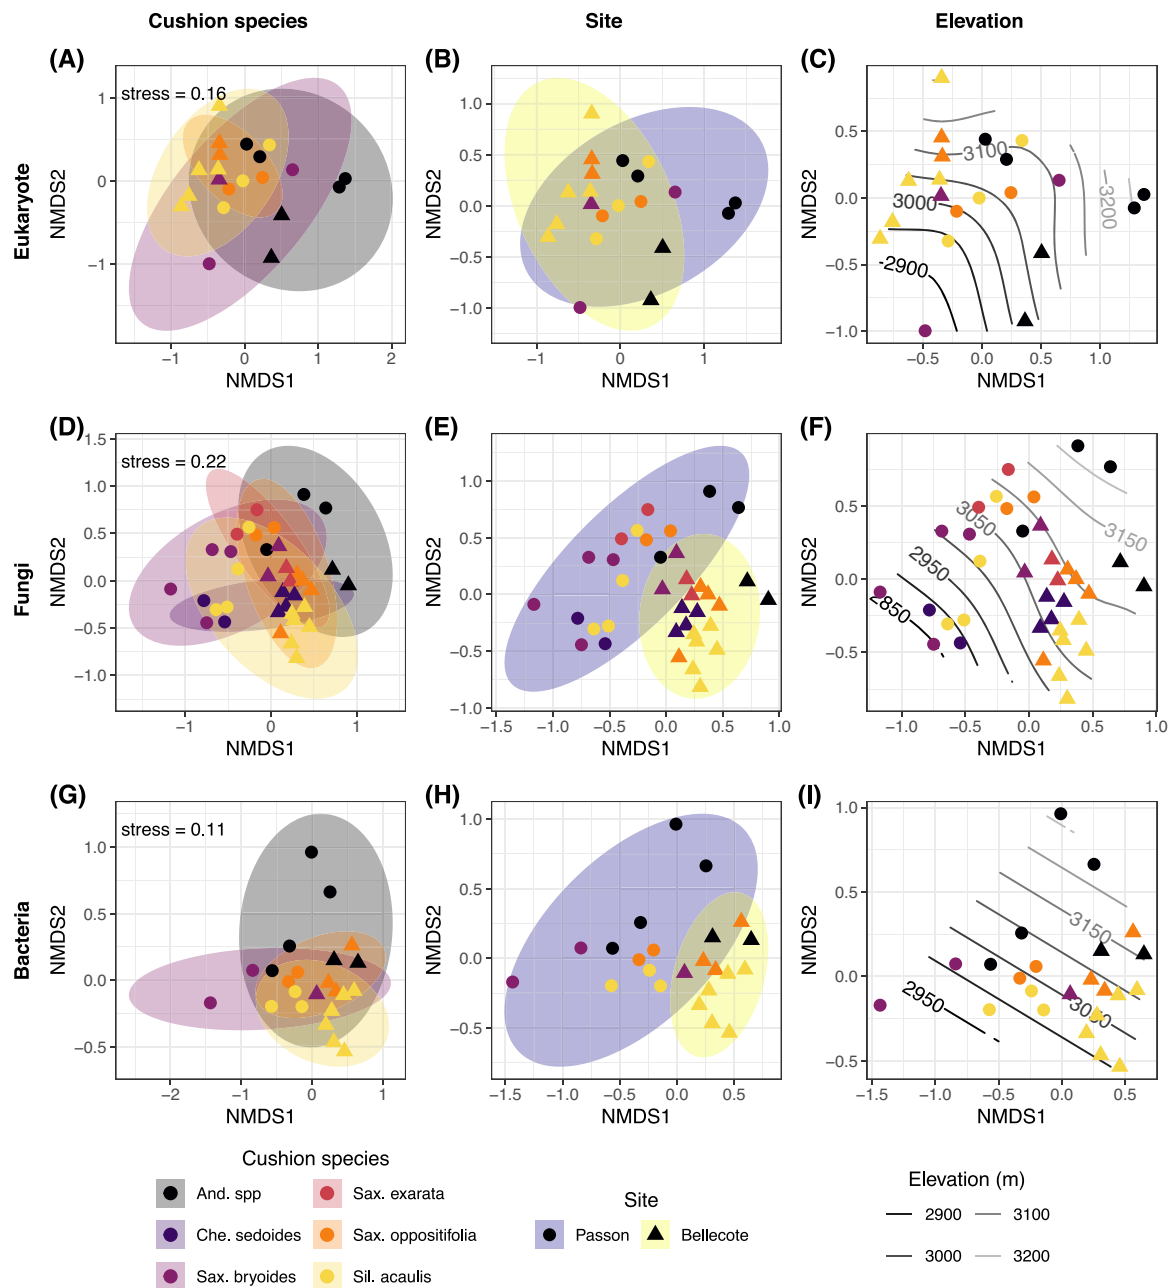 Cushion species
Site
Elevation
(A)
(B)
(C)
Eukaryote
NMDS2
stress = 0.16
1
0
−1
−1
0
1
2
NMDS1
NMDS2
1.0
0.5
0.0
−0.5
−1.0
−1
0
1
NMDS1
NMDS2
0.5
0.0
−0.5
−1.0
3100
3000
2900
3200
−0.5
0.0
0.5
1.0
NMDS1
(D)
(E)
(F)
Fungi
NMDS2
stress = 0.22
1.5
1.0
0.5
0.0
−0.5
−1.0
−1
0
1
NMDS1
NMDS2
1.0
0.5
0.0
−0.5
−1.0
−1.5
−1.0
−0.5
0.0
0.5
1.0
NMDS1
NMDS2
0.5
0.0
−0.5
3050
3150
2950
2850
−1.0
−0.5
0.0
0.5
1.0
NMDS1
(G)
(H)
(I)
Bacteria
NMDS2
stress = 0.11
1.0
0.5
0.0
−0.5
−2
−1
0
1
NMDS1
NMDS2
1.0
0.5
0.0
−0.5
−1.5
−1.0
−0.5
0.0
0.5
NMDS1
NMDS2
1.0
0.5
0.0
−0.5
3150
3050
2950
−1.5
−1.0
−0.5
0.0
0.5
NMDS1
Cushion species
And. spp
Sax. exarata
Che. sedoides
Sax. oppositifolia
Sax. bryoides
Sil. acaulis
Site
Passon
Bellecote
Elevation (m)
2900
3100
3000
3200